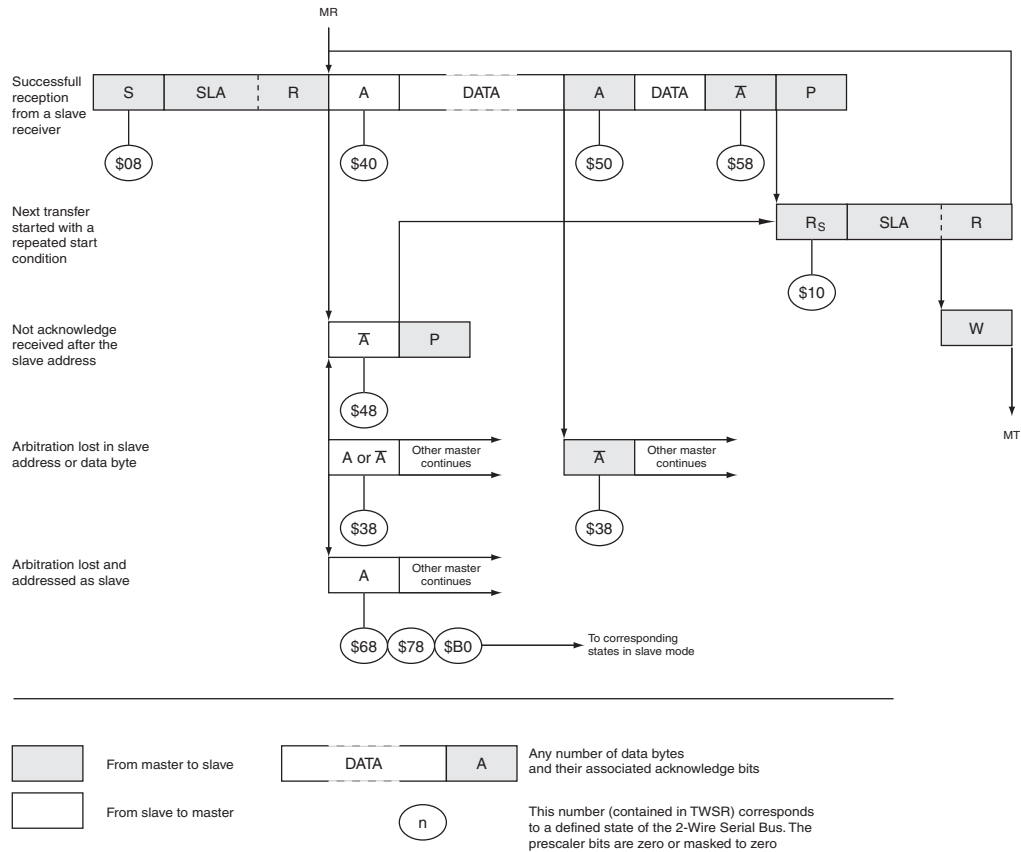 MR
Successfull
reception
from a slave
receiver
S SLA R A DATA A DATA A̅ P
$08 $40 $50 $58
Next transfer
started with a
repeated start
condition
RS SLA R
$10
Not acknowledge
received after the
slave address
A̅ P
W
$48
MT
Arbitration lost in slave
address or data byte
A or A̅
Other master
continues
A̅
Other master
continues
$38 $38
Arbitration lost and
addressed as slave
A
Other master
continues
$68 $78 $B0
To corresponding
states in slave mode
From master to slave
DATA A
Any number of data bytes
and their associated acknowledge bits
From slave to master
n
This number (contained in TWSR) corresponds
to a defined state of the 2-Wire Serial Bus. The
prescaler bits are zero or masked to zero